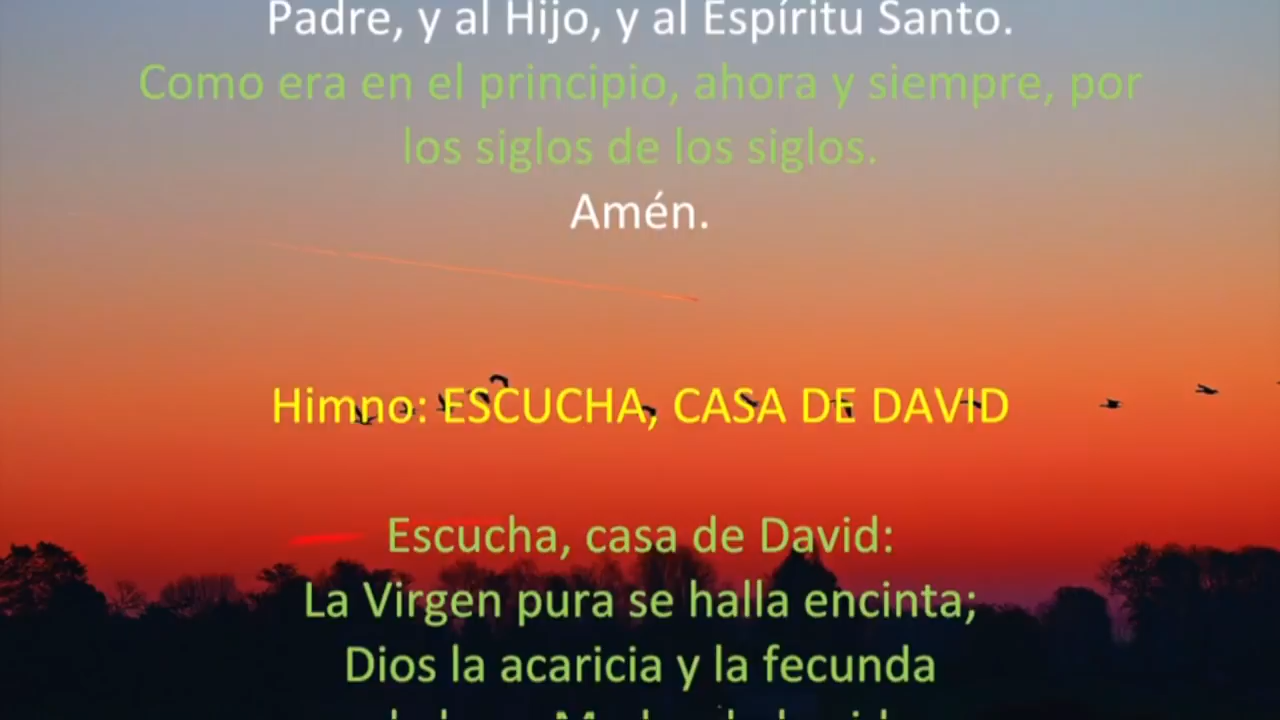 Padre, y al Hijo, y al Espíritu Santo.
Como era en el principio, ahora y siempre, por
los siglos de los siglos.
Amén.
Himno: ESCUCHA, CASA DE DAVID
Escucha, casa de David:
La Virgen pura se halla encinta;
Dios la acaricia y la fecunda